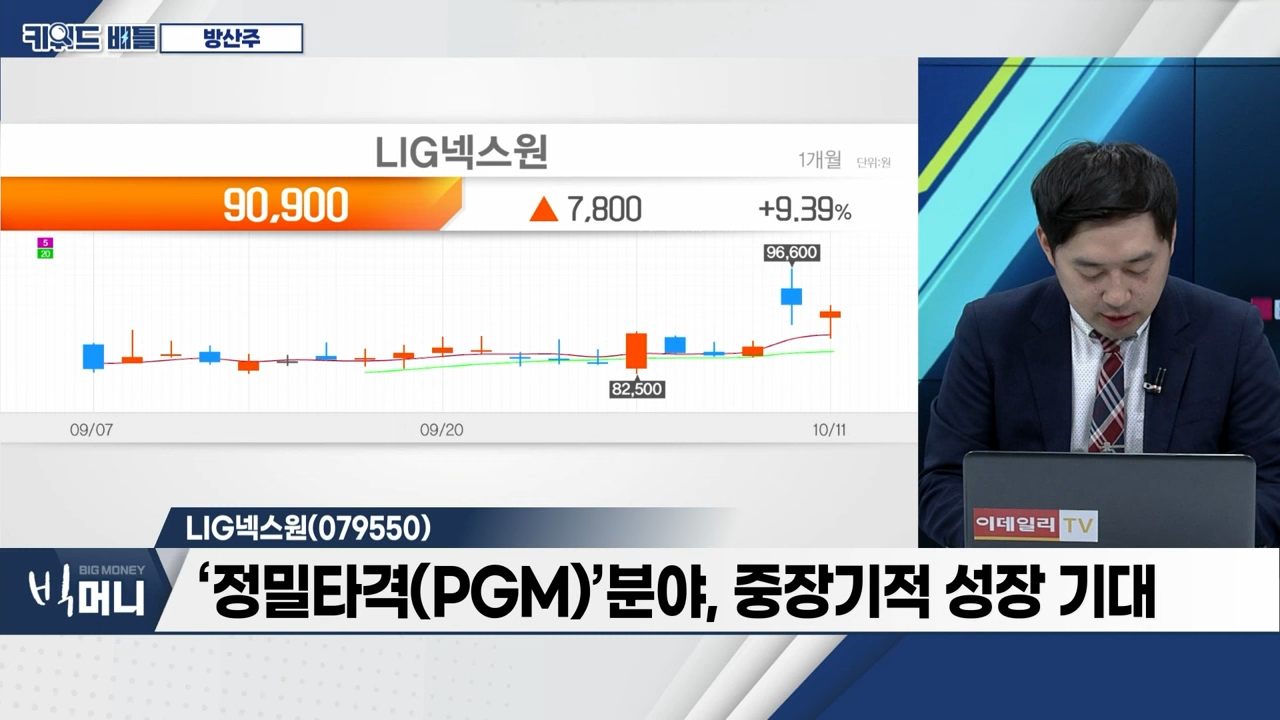 키워드 배틀 방산주
LIG넥스원
1개월 단위:원
90,900 ▲ 7,800 +9.39%
5
20
96,600
82,500
09/07 09/20 10/11
이데일리 TV
LIG넥스원(079550)
BIG MONEY
빅머니
‘정밀타격(PGM)’분야, 중장기적 성장 기대